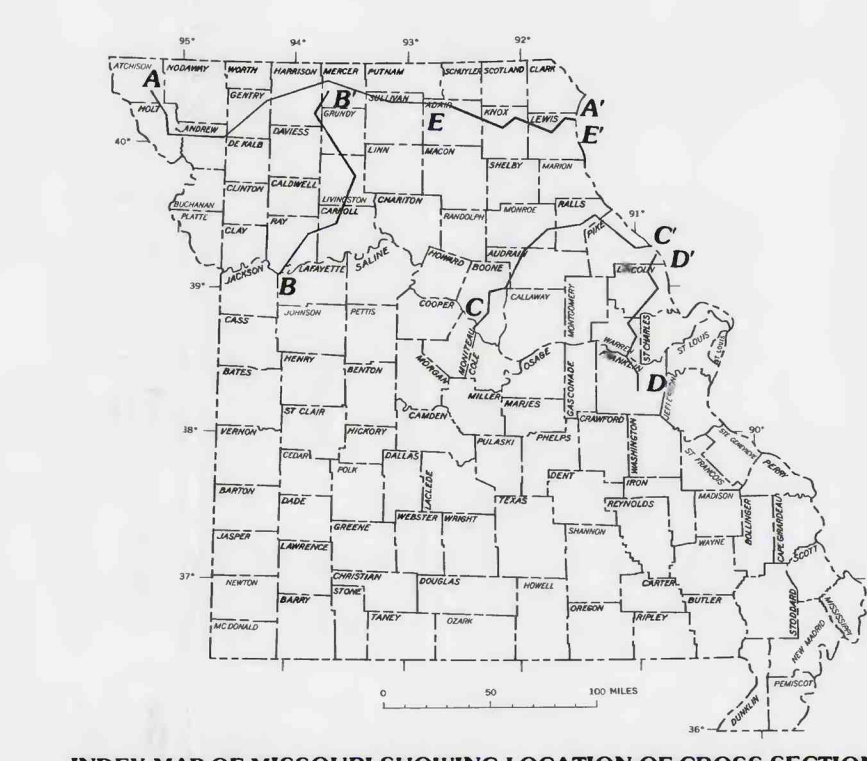 95° 94° 93° 92°
ATCHISON NODAWAY WORTH HARRISON MERCER PUTNAM SCHUYLER SCOTLAND CLARK
A B' A'
GENTRY SULLIVAN ADAIR
HOLT GRUNDY KNOX LEWIS
E E'
ANDREW DAVIESS
40° DE KALB LINN MACON
SHELBY MARION
CLINTON CALDWELL
BUCHANAN LIVINGSTON CHARITON RALLS
PLATTE CARROLL RANDOLPH MONROE
RAY 91°
CLAY PIKE C'
HOWARD BOONE AUDRAIN D'
JACKSON LAFAYETTE SALINE LINCOLN
39° B
COOPER C CALLAWAY MONTGOMERY
JOHNSON PETTIS
CASS ST CHARLES ST LOUIS ST LOUIS
MONITEAU WARREN
COLE FRANKLIN
HENRY MORGAN OSAGE
BATES BENTON GASCONADE D JEFFERSON
MILLER MARIES
ST CLAIR CAMDEN CRAWFORD
38° VERNON HICKORY PULASKI PHELPS WASHINGTON STE GENEVIEVE 90°
CEDAR DALLAS ST FRANCOIS PERRY
POLK LACLEDE DENT IRON
BARTON DADE TEXAS REYNOLDS MADISON BOLLINGER CAPE GIRARDEAU
GREENE WEBSTER WRIGHT
JASPER SHANNON WAYNE
LAWRENCE SCOTT
37° NEWTON CHRISTIAN DOUGLAS HOWELL CARTER
STONE
BARRY OREGON BUTLER STODDARD MISSISSIPPI
MC DONALD TANEY OZARK RIPLEY
NEW MADRID
PEMISCOT
0 50 100 MILES
DUNKLIN
36°
INDEX MAP OF MISSOURI SHOWING LOCATION OF CROSS SECTION